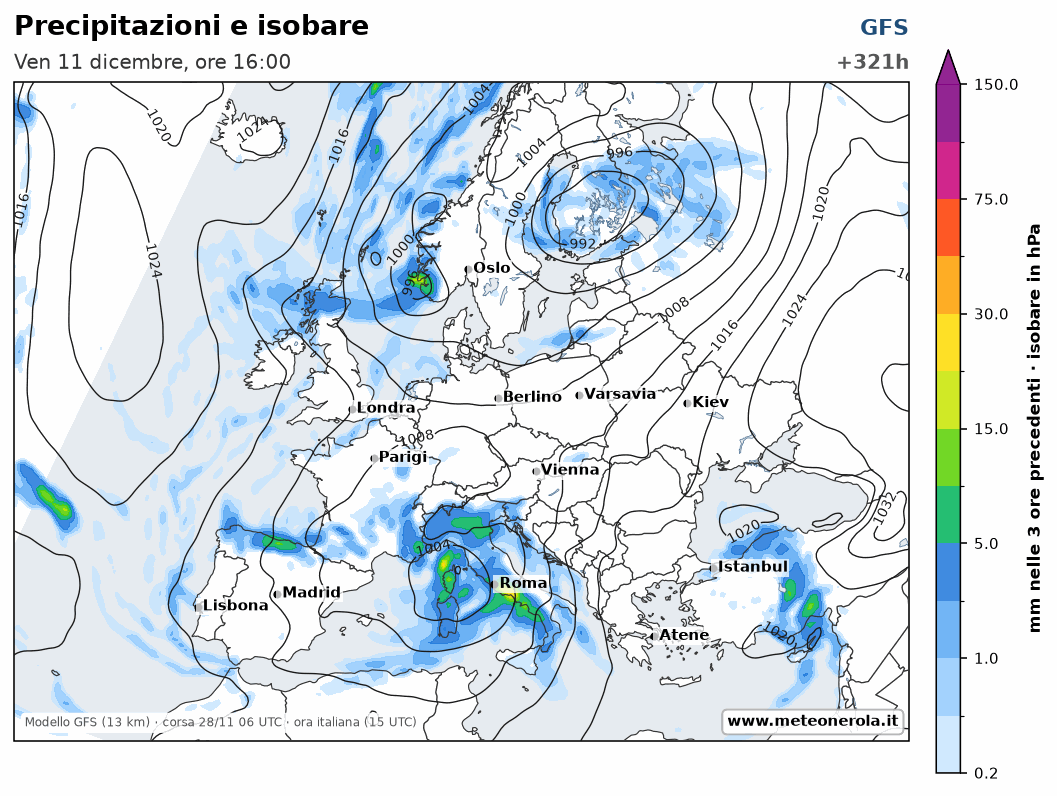 Precipitazioni e isobare
GFS
Ven 11 dicembre, ore 16:00
+321h
1020
1024
1016
1004
1004
996
1016
1020
1024
1000
1000
992
996
Oslo
1008
1024
1016
Berlino
Varsavia
Kiev
Londra
1008
Parigi
Vienna
1032
1020
1004
Istanbul
Roma
Madrid
Lisbona
Atene
1020
Modello GFS (13 km) · corsa 28/11 06 UTC · ora italiana (15 UTC)
www.meteonerola.it
150.0
75.0
30.0
15.0
5.0
1.0
0.2
mm nelle 3 ore precedenti · isobare in hPa